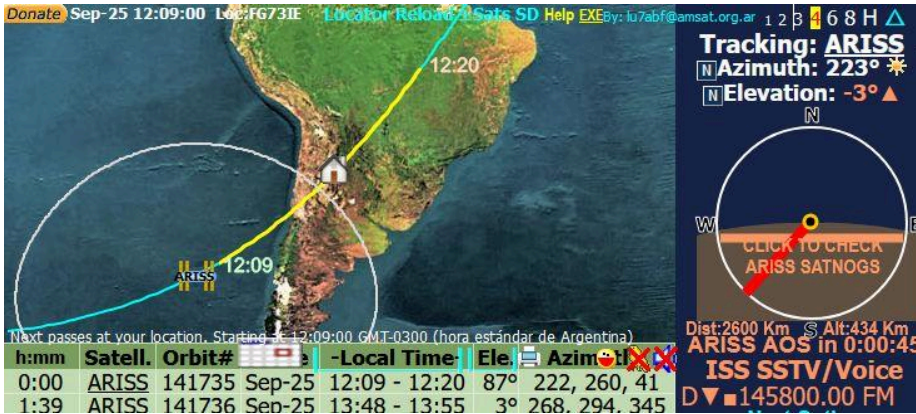 Donate Sep-25 12:09:00 Loc:FG73IE Locator Reload Sats SD Help EXE By: lu7abf@amsat.org.ar 1 2 3 4 6 8 H △
Tracking: ARISS
N Azimuth: 223°
N Elevation: -3° ▲
N
W
E
S
CLICK TO CHECK
ARISS SATNOGS
12:20
12:09
ARISS
Dist:2600 Km Alt:434 Km
ARISS AOS in 0:00:45
ISS SSTV/Voice
D▼■145800.00 FM
Next passes at your location. Starting at 12:09:00 GMT-0300 (hora estándar de Argentina)
h:mm Satell. Orbit# -Local Time- Ele. Azim
0:00 ARISS 141735 Sep-25 12:09 - 12:20 87° 222, 260, 41
1:39 ARISS 141736 Sep-25 13:48 - 13:55 3° 268, 294, 345